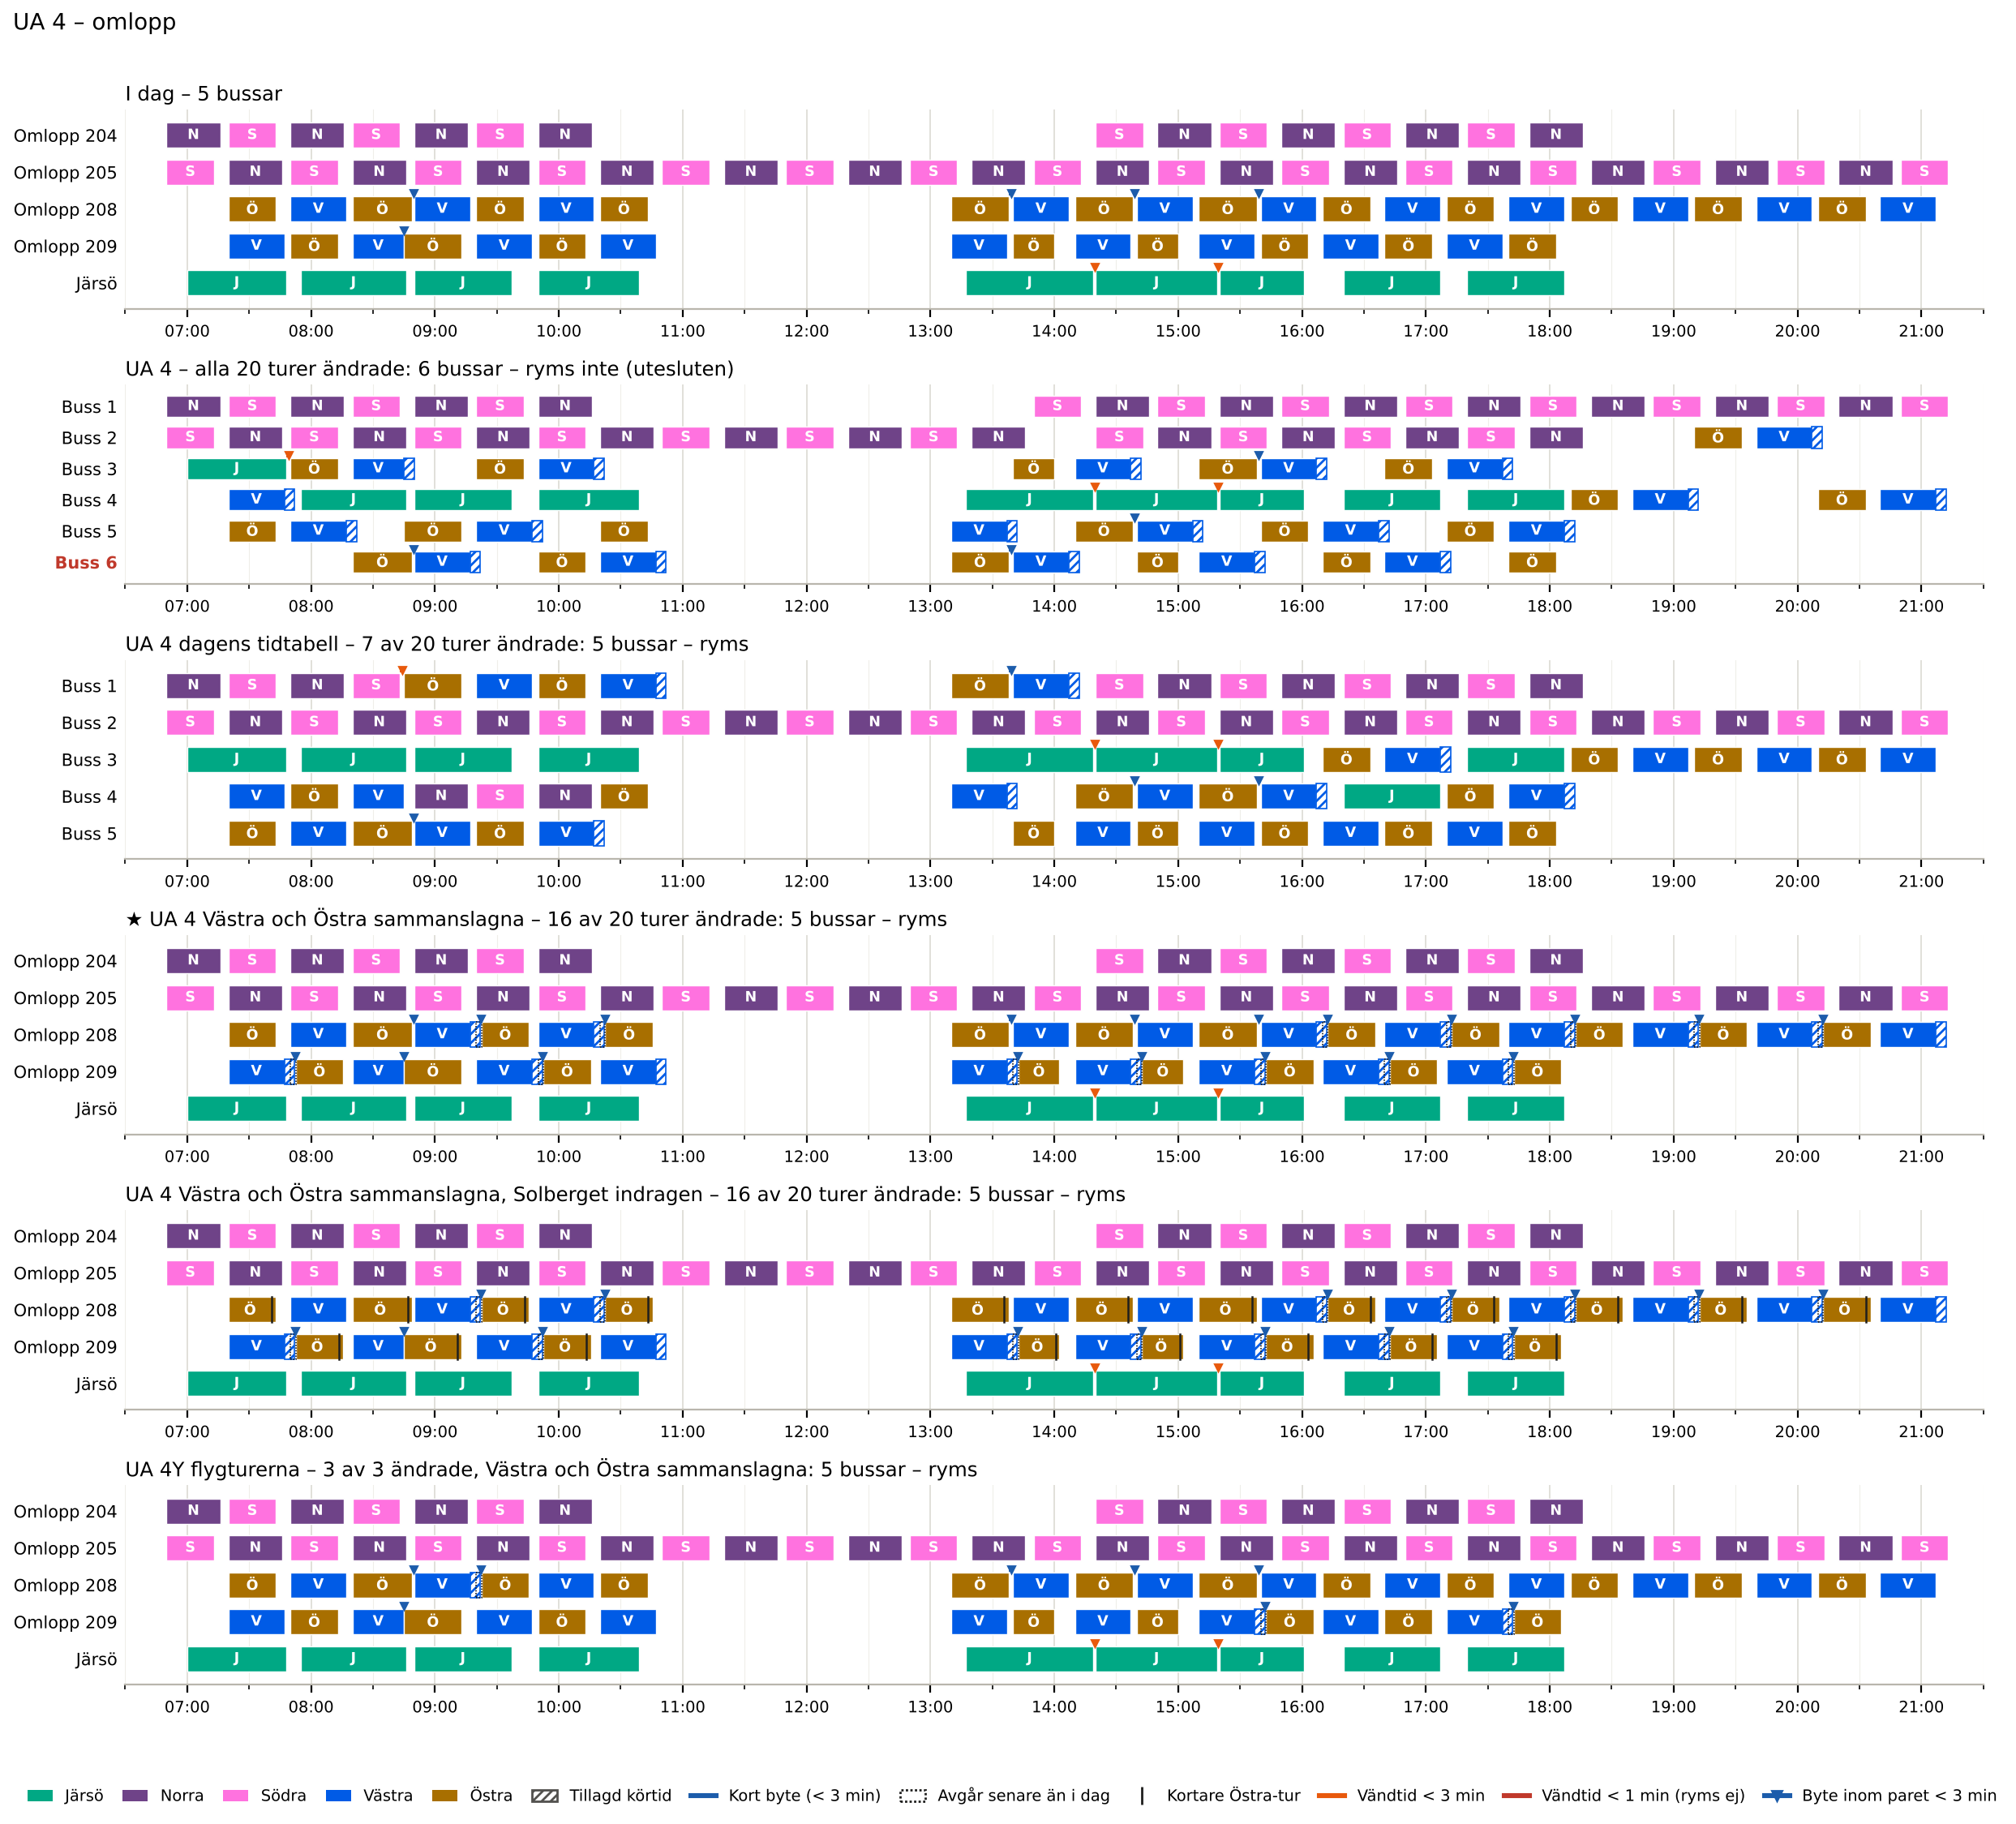 UA 4 – omlopp
I dag – 5 bussar
Omlopp 204 N S N S N S N S N S N S N S N
Omlopp 205 S N S N S N S N S N S N S N S N S N S N S N S N S N S N S
Omlopp 208 Ö V Ö V Ö V Ö Ö V Ö V Ö V Ö V Ö V Ö V Ö V Ö V
Omlopp 209 V Ö V Ö V Ö V V Ö V Ö V Ö V Ö V Ö
Järsö J J J J J J J J J
07:00 08:00 09:00 10:00 11:00 12:00 13:00 14:00 15:00 16:00 17:00 18:00 19:00 20:00 21:00
UA 4 – alla 20 turer ändrade: 6 bussar – ryms inte (utesluten)
Buss 1 N S N S N S N S N S N S N S N S N S N S N S
Buss 2 S N S N S N S N S N S N S N S N S N S N S N Ö V
Buss 3 J Ö V Ö V Ö V Ö V Ö V
Buss 4 V J J J J J J J J Ö V Ö V
Buss 5 Ö V Ö V Ö V Ö V Ö V Ö V
Buss 6 Ö V Ö V Ö V Ö V Ö V Ö
07:00 08:00 09:00 10:00 11:00 12:00 13:00 14:00 15:00 16:00 17:00 18:00 19:00 20:00 21:00
UA 4 dagens tidtabell – 7 av 20 turer ändrade: 5 bussar – ryms
Buss 1 N S N S Ö V Ö V Ö V S N S N S N S N
Buss 2 S N S N S N S N S N S N S N S N S N S N S N S N S N S N S
Buss 3 J J J J J J J Ö V J Ö V Ö V Ö V
Buss 4 V Ö V N S N Ö V Ö V Ö V J Ö V
Buss 5 Ö V Ö V Ö V Ö V Ö V Ö V Ö V Ö
07:00 08:00 09:00 10:00 11:00 12:00 13:00 14:00 15:00 16:00 17:00 18:00 19:00 20:00 21:00
★ UA 4 Västra och Östra sammanslagna – 16 av 20 turer ändrade: 5 bussar – ryms
Omlopp 204 N S N S N S N S N S N S N S N
Omlopp 205 S N S N S N S N S N S N S N S N S N S N S N S N S N S N S
Omlopp 208 Ö V Ö V Ö V Ö Ö V Ö V Ö V Ö V Ö V Ö V Ö V Ö V
Omlopp 209 V Ö V Ö V Ö V V Ö V Ö V Ö V Ö V Ö
Järsö J J J J J J J J J
07:00 08:00 09:00 10:00 11:00 12:00 13:00 14:00 15:00 16:00 17:00 18:00 19:00 20:00 21:00
UA 4 Västra och Östra sammanslagna, Solberget indragen – 16 av 20 turer ändrade: 5 bussar – ryms
Omlopp 204 N S N S N S N S N S N S N S N
Omlopp 205 S N S N S N S N S N S N S N S N S N S N S N S N S N S N S
Omlopp 208 Ö V Ö V Ö V Ö Ö V Ö V Ö V Ö V Ö V Ö V Ö V Ö V
Omlopp 209 V Ö V Ö V Ö V V Ö V Ö V Ö V Ö V Ö
Järsö J J J J J J J J J
07:00 08:00 09:00 10:00 11:00 12:00 13:00 14:00 15:00 16:00 17:00 18:00 19:00 20:00 21:00
UA 4Y flygturerna – 3 av 3 ändrade, Västra och Östra sammanslagna: 5 bussar – ryms
Omlopp 204 N S N S N S N S N S N S N S N
Omlopp 205 S N S N S N S N S N S N S N S N S N S N S N S N S N S N S
Omlopp 208 Ö V Ö V Ö V Ö Ö V Ö V Ö V Ö V Ö V Ö V Ö V Ö V
Omlopp 209 V Ö V Ö V Ö V V Ö V Ö V Ö V Ö V Ö
Järsö J J J J J J J J J
07:00 08:00 09:00 10:00 11:00 12:00 13:00 14:00 15:00 16:00 17:00 18:00 19:00 20:00 21:00
Järsö Norra Södra Västra Östra Tillagd körtid Kort byte (< 3 min) Avgår senare än i dag Kortare Östra-tur Vändtid < 3 min Vändtid < 1 min (ryms ej) Byte inom paret < 3 min